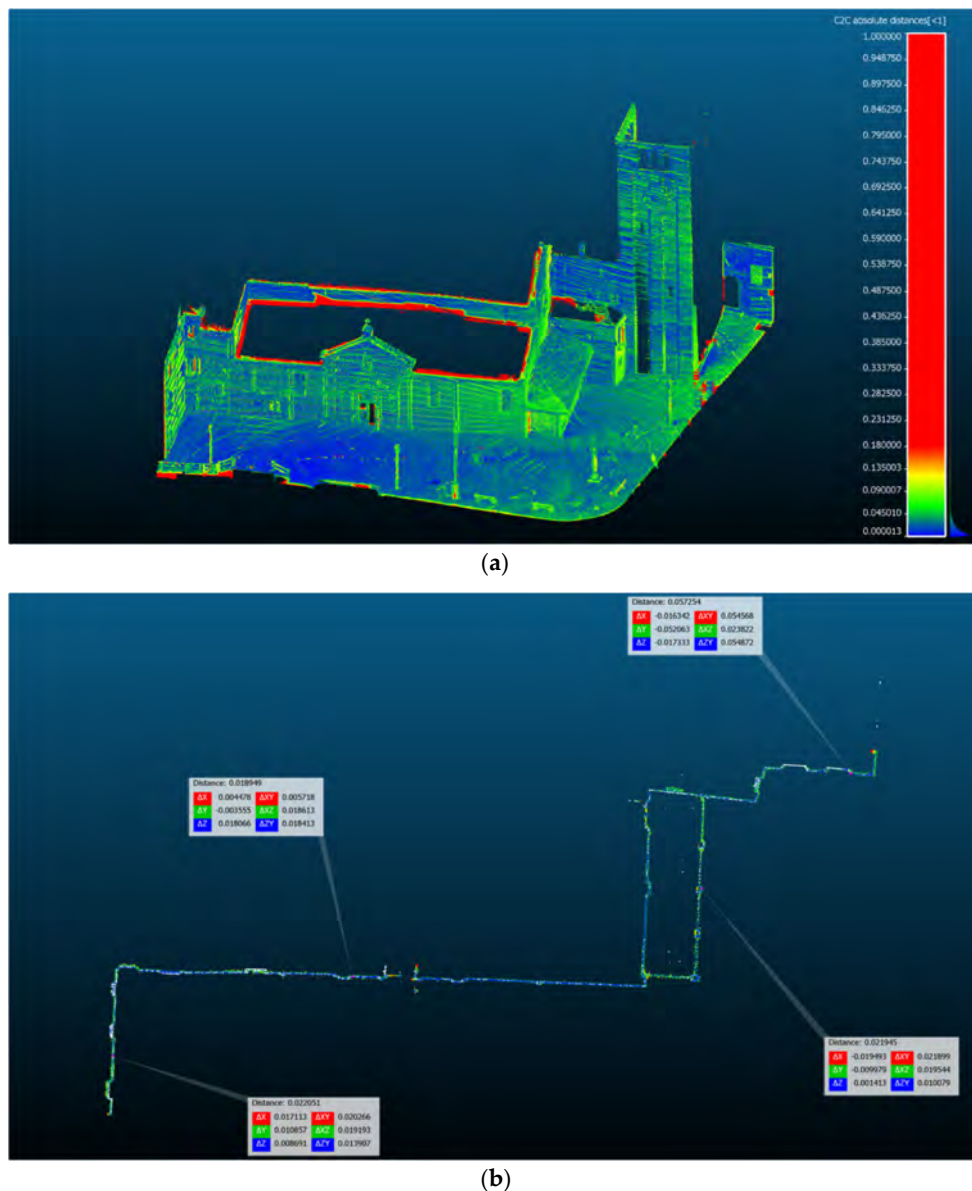 C2C absolute distances[<1]
1.000000
0.948750
0.897500
0.846250
0.795000
0.743750
0.692500
0.641250
0.590000
0.538750
0.487500
0.436250
0.385000
0.333750
0.282500
0.231250
0.180000
0.135003
0.090007
0.045010
0.000013
(a)
Distance: 0.057254
ΔX -0.016342 ΔXY 0.054568
ΔY -0.052063 ΔXZ 0.023822
ΔZ -0.017333 ΔZY 0.054872
Distance: 0.018949
ΔX 0.004478 ΔXY 0.005718
ΔY -0.003555 ΔXZ 0.018613
ΔZ 0.018066 ΔZY 0.018413
Distance: 0.021945
ΔX -0.019493 ΔXY 0.021899
ΔY -0.009979 ΔXZ 0.019544
ΔZ -0.001413 ΔZY 0.010079
Distance: 0.022051
ΔX 0.017113 ΔXY 0.020266
ΔY 0.010857 ΔXZ 0.019193
ΔZ 0.008691 ΔZY 0.013907
(b)